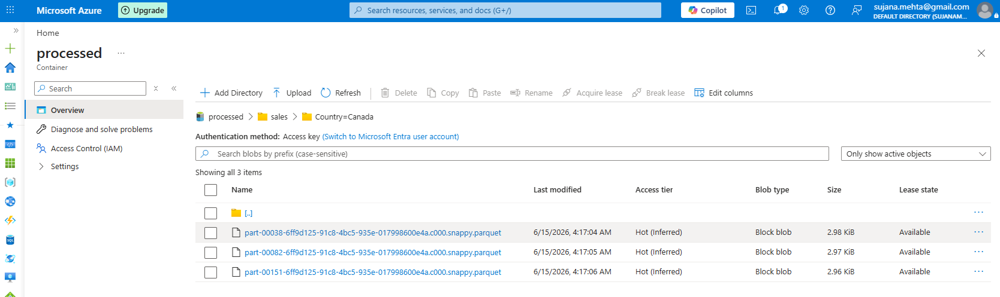 Microsoft Azure
Upgrade
Search resources, services, and docs (G+/)
Copilot
1
sujana.mehta@gmail.com
DEFAULT DIRECTORY (SUJANAM...
Home
processed
...
Container
Search
Overview
Diagnose and solve problems
Access Control (IAM)
Settings
Add Directory Upload Refresh Delete Copy Paste Rename Acquire lease Break lease Edit columns
processed > sales > Country=Canada
Authentication method: Access key (Switch to Microsoft Entra user account)
Search blobs by prefix (case-sensitive)
Only show active objects
Showing all 3 items
Name Last modified Access tier Blob type Size Lease state
[..] ...
part-00038-6ff9d125-91c8-4bc5-935e-017998600e4a.c000.snappy.parquet 6/15/2026, 4:17:04 AM Hot (Inferred) Block blob 2.98 KiB Available ...
part-00082-6ff9d125-91c8-4bc5-935e-017998600e4a.c000.snappy.parquet 6/15/2026, 4:17:05 AM Hot (Inferred) Block blob 2.97 KiB Available ...
part-00151-6ff9d125-91c8-4bc5-935e-017998600e4a.c000.snappy.parquet 6/15/2026, 4:17:06 AM Hot (Inferred) Block blob 2.96 KiB Available ...
SQL